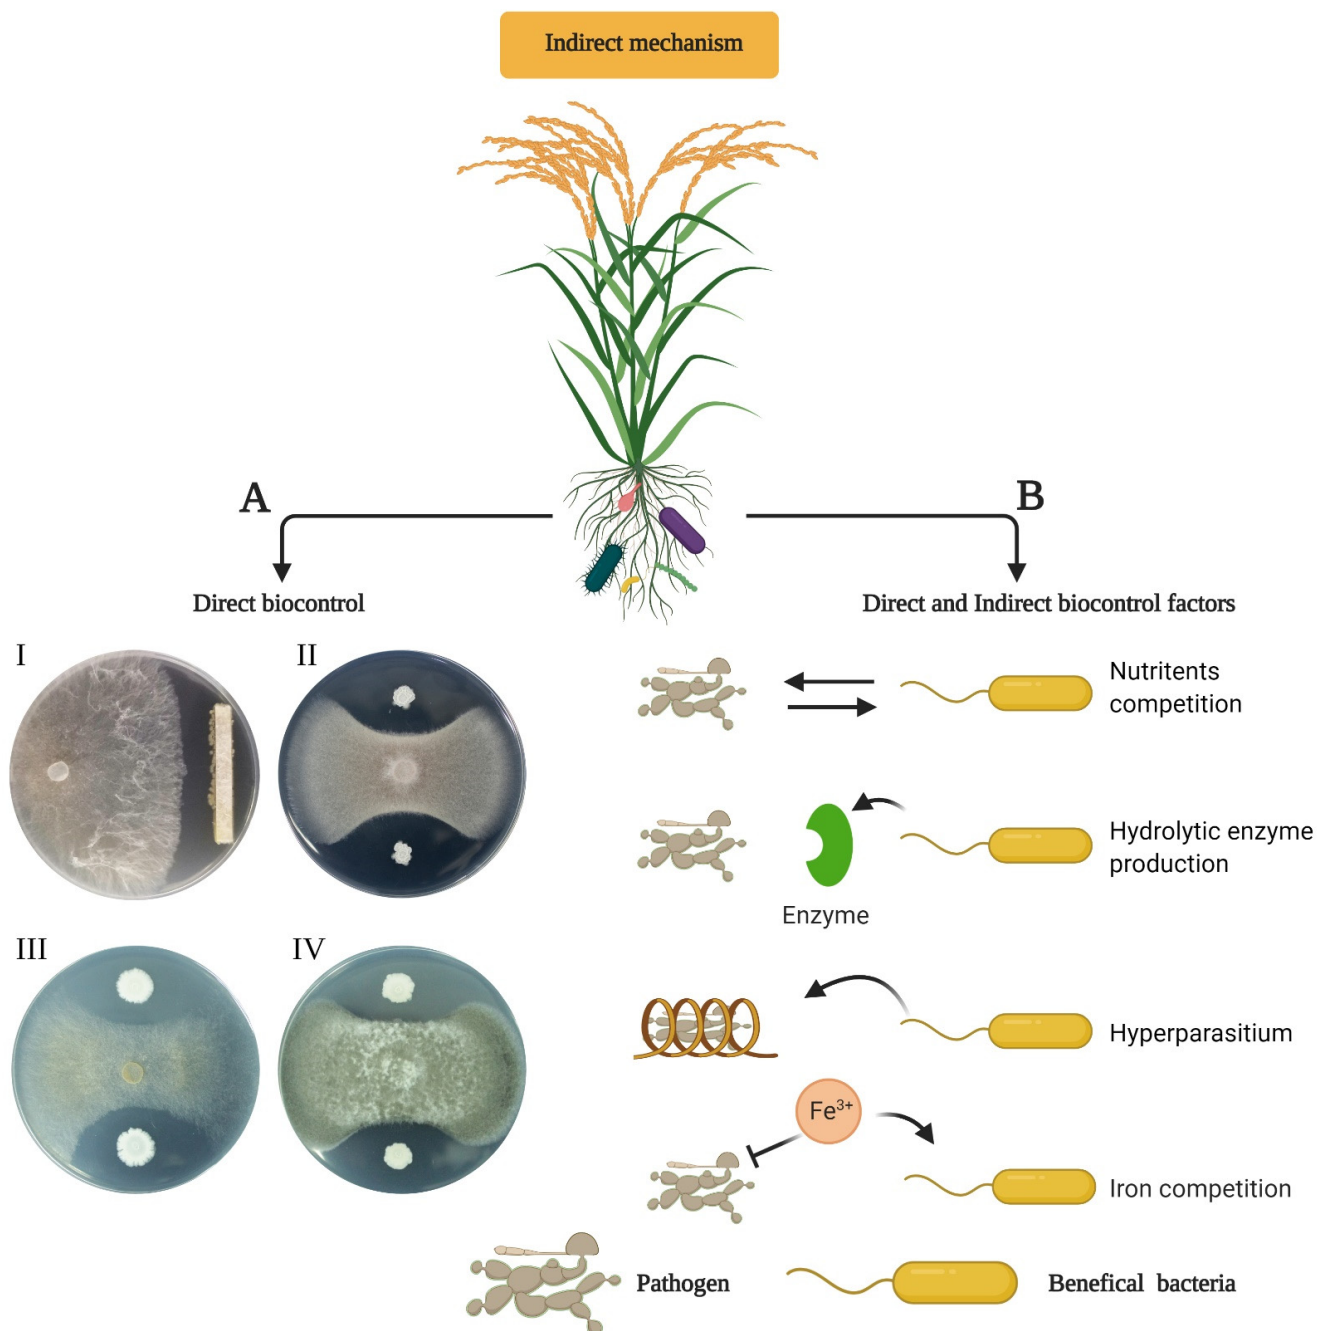 Indirect mechanism
A
B
Direct biocontrol
Direct and Indirect biocontrol factors
I
II
III
IV
Nutritents
competition
Hydrolytic enzyme
production
Enzyme
Hyperparasitium
Fe³⁺
Iron competition
Pathogen
Benefical bacteria